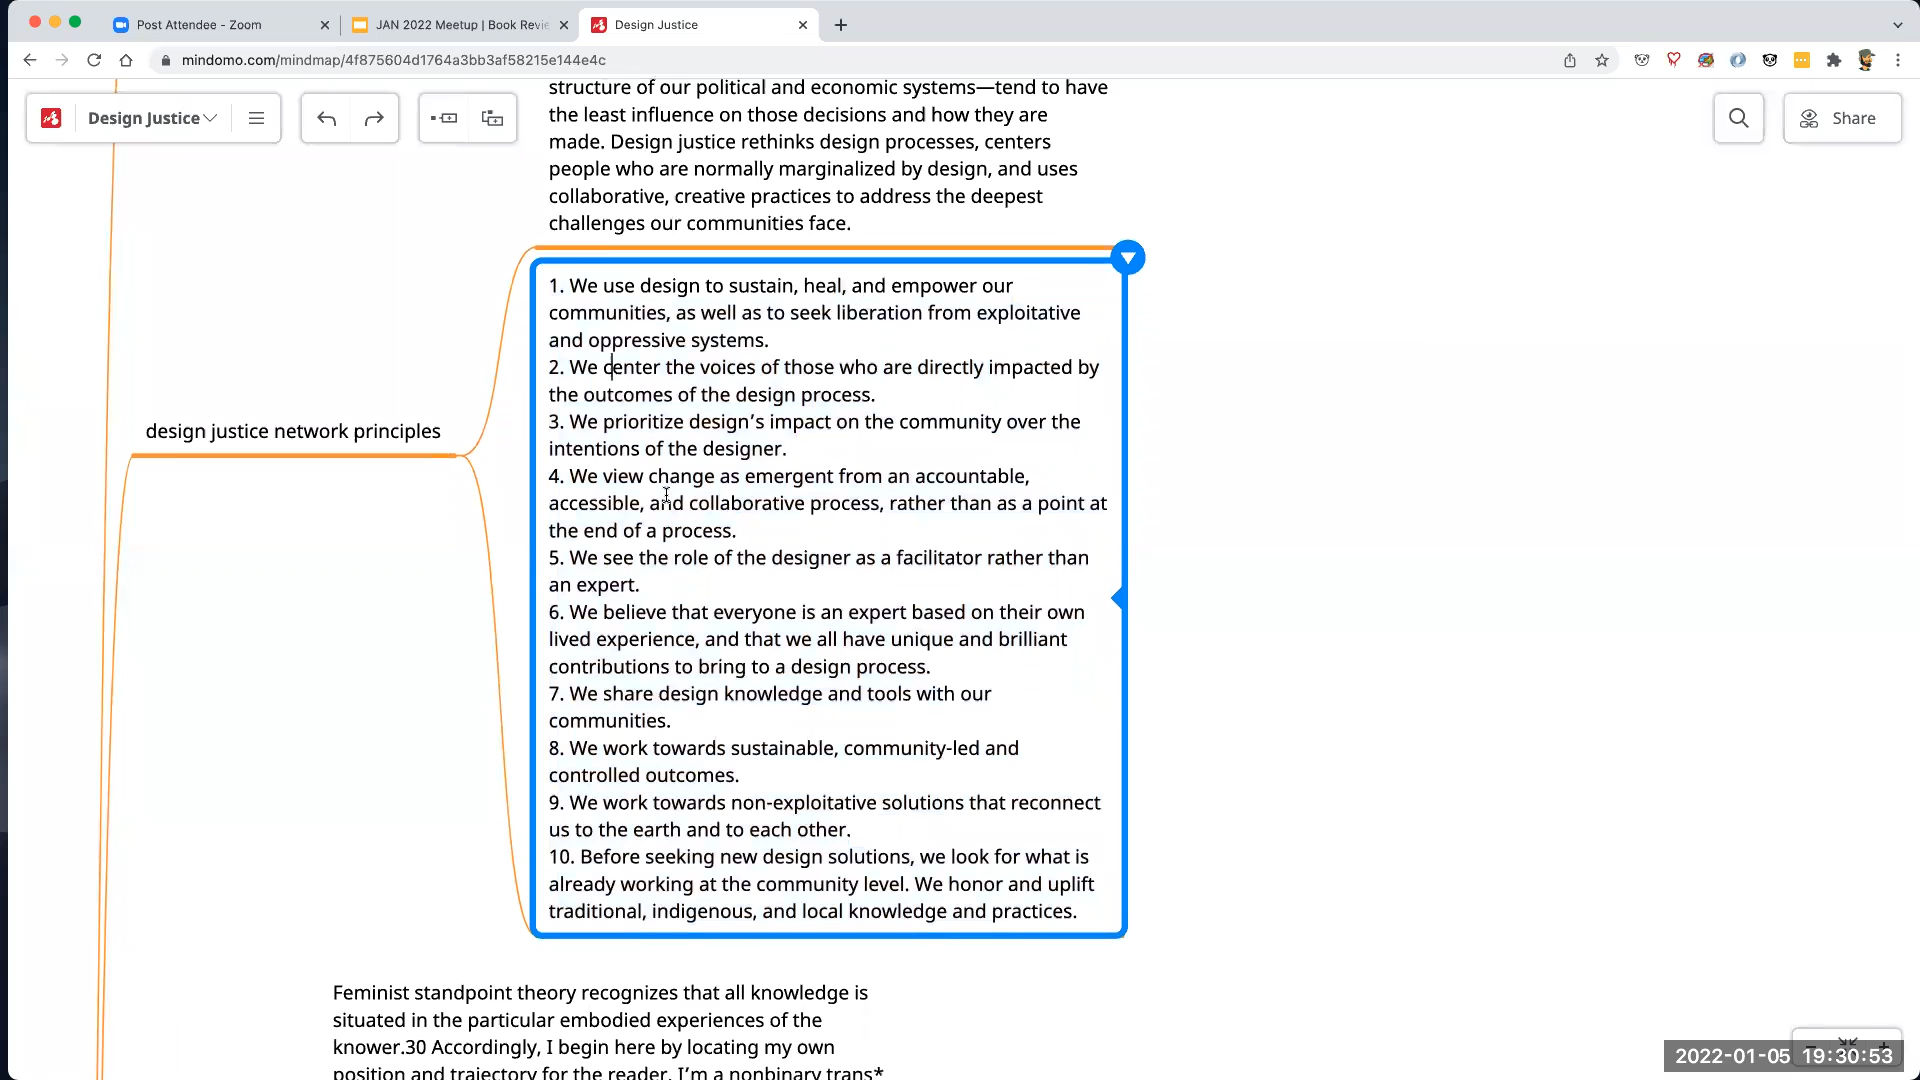 Post Attendee - Zoom
JAN 2022 Meetup | Book Revie
Design Justice
mindomo.com/mindmap/4f875604d1764a3bb3af58215e144e4c
Design Justice
Share
structure of our political and economic systems—tend to have
the least influence on those decisions and how they are
made. Design justice rethinks design processes, centers
people who are normally marginalized by design, and uses
collaborative, creative practices to address the deepest
challenges our communities face.
design justice network principles
1. We use design to sustain, heal, and empower our
communities, as well as to seek liberation from exploitative
and oppressive systems.
2. We center the voices of those who are directly impacted by
the outcomes of the design process.
3. We prioritize design’s impact on the community over the
intentions of the designer.
4. We view change as emergent from an accountable,
accessible, and collaborative process, rather than as a point at
the end of a process.
5. We see the role of the designer as a facilitator rather than
an expert.
6. We believe that everyone is an expert based on their own
lived experience, and that we all have unique and brilliant
contributions to bring to a design process.
7. We share design knowledge and tools with our
communities.
8. We work towards sustainable, community-led and
controlled outcomes.
9. We work towards non-exploitative solutions that reconnect
us to the earth and to each other.
10. Before seeking new design solutions, we look for what is
already working at the community level. We honor and uplift
traditional, indigenous, and local knowledge and practices.
Feminist standpoint theory recognizes that all knowledge is
situated in the particular embodied experiences of the
knower.30 Accordingly, I begin here by locating my own
position and trajectory for the reader. I’m a nonbinary trans*
2022-01-05 19:30:53